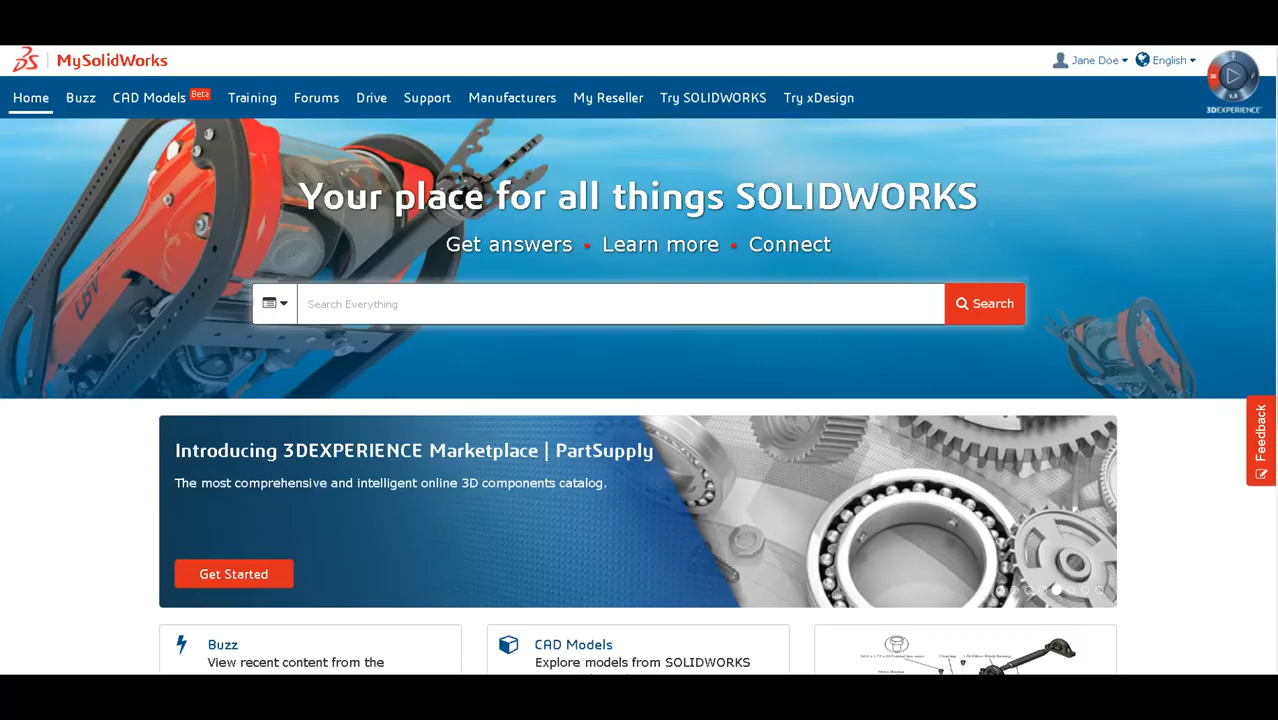 MySolidWorks
Jane Doe
English
Home
Buzz
CAD Models Beta
Training
Forums
Drive
Support
Manufacturers
My Reseller
Try SOLIDWORKS
Try xDesign
3DEXPERIENCE
Your place for all things SOLIDWORKS
Get answers • Learn more • Connect
Search Everything
Search
Feedback
Introducing 3DEXPERIENCE Marketplace | PartSupply
The most comprehensive and intelligent online 3D components catalog.
Get Started
Buzz
View recent content from the
CAD Models
Explore models from SOLIDWORKS